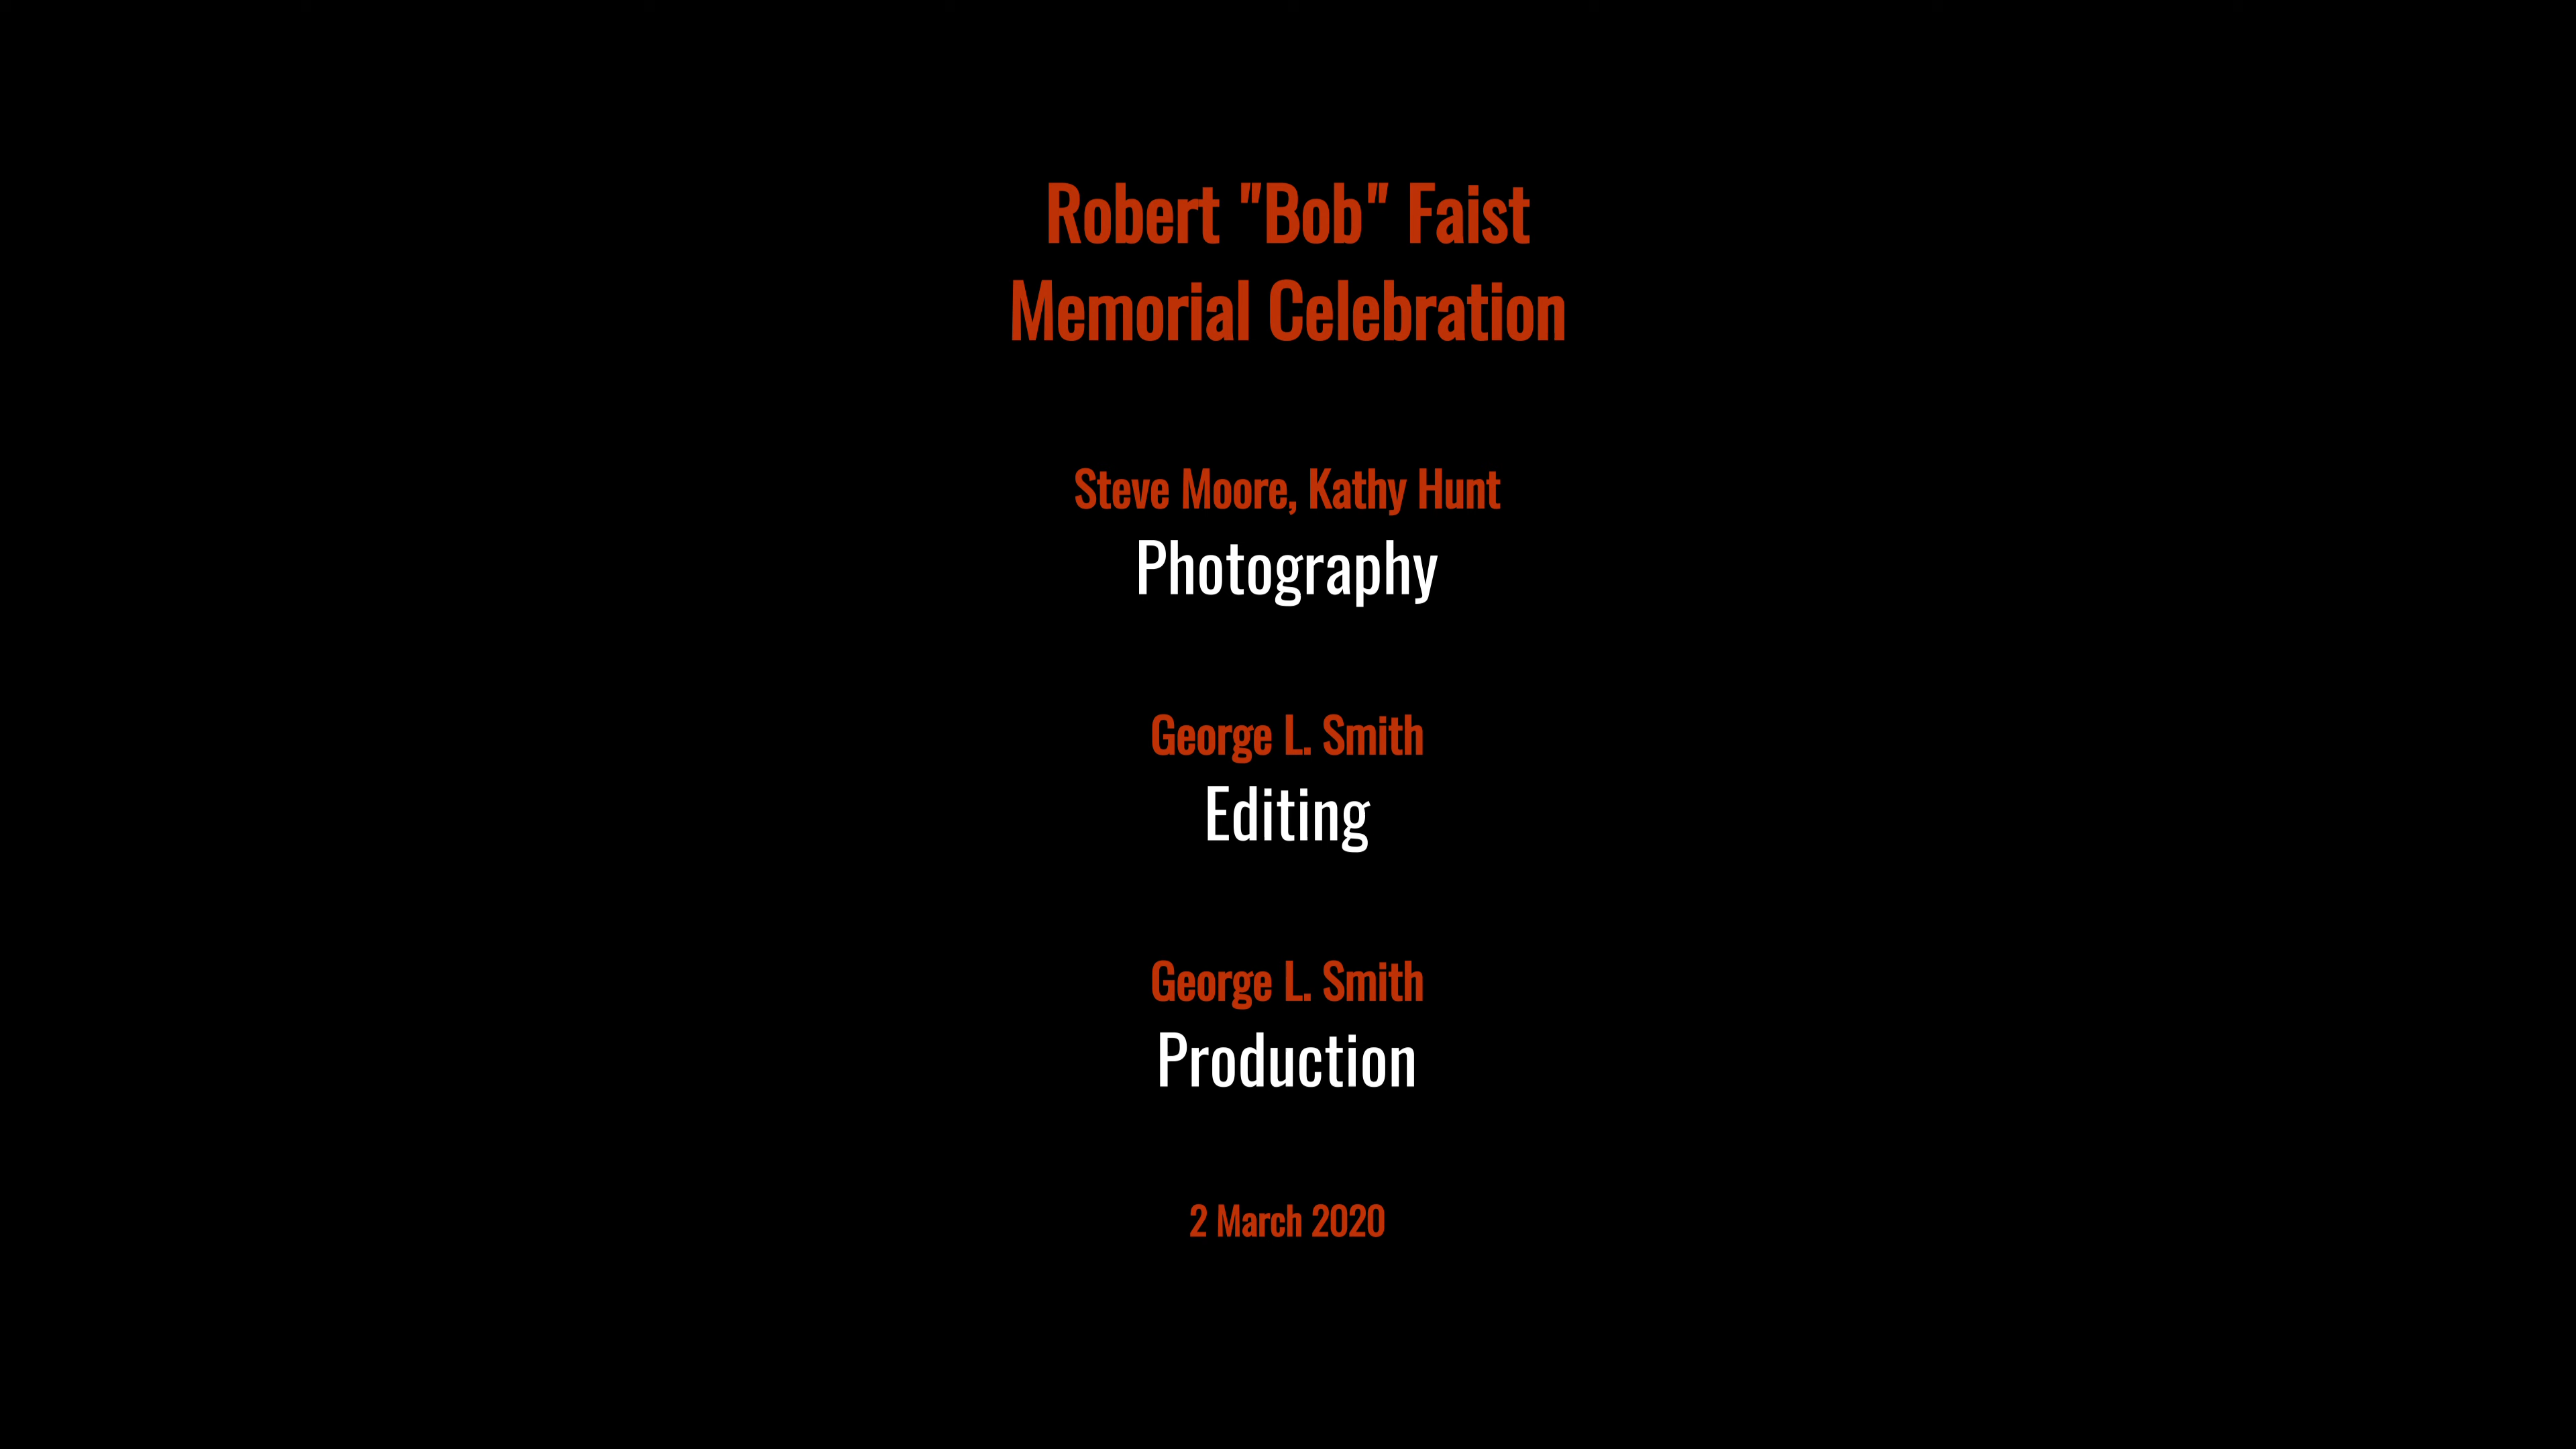 Robert "Bob" Faist
Memorial Celebration
Steve Moore, Kathy Hunt
Photography
George L. Smith
Editing
George L. Smith
Production
2 March 2020